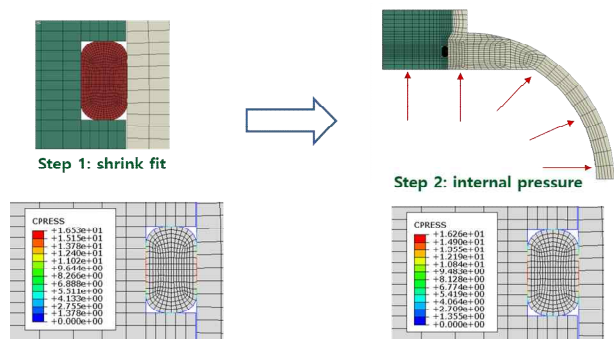 Step 1: shrink fit
Step 2: internal pressure
CPRESS
+1.653e+01
+1.515e+01
+1.378e+01
+1.240e+01
+1.102e+01
+9.644e+00
+8.266e+00
+6.888e+00
+5.511e+00
+4.133e+00
+2.755e+00
+1.378e+00
+0.000e+00
CPRESS
+1.626e+01
+1.490e+01
+1.355e+01
+1.219e+01
+1.084e+01
+9.483e+00
+8.128e+00
+6.774e+00
+5.419e+00
+4.064e+00
+2.709e+00
+1.355e+00
+0.000e+00